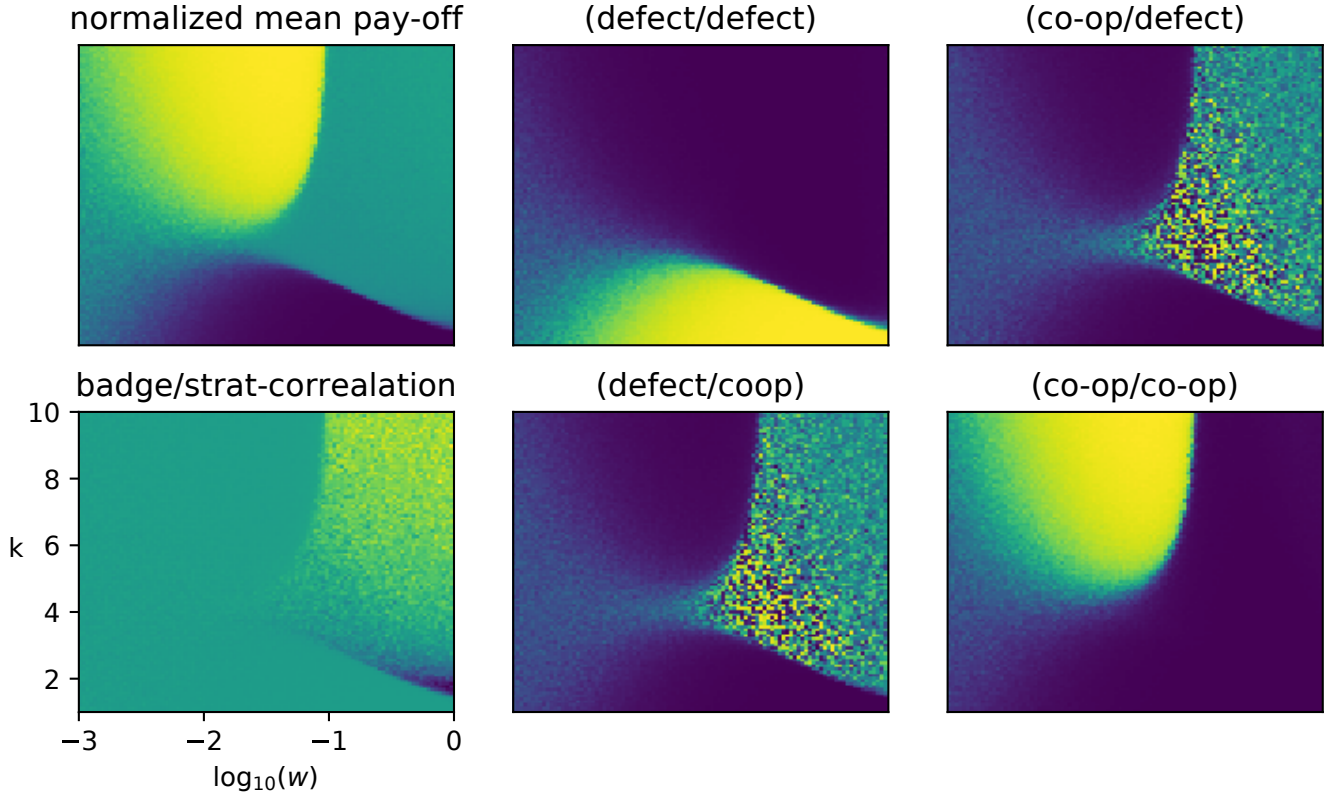 normalized mean pay-off
(defect/defect)
(co-op/defect)
badge/strat-correalation
(defect/coop)
(co-op/co-op)
10
8
6
4
2
k
−3
−2
−1
0
log₁₀(w)